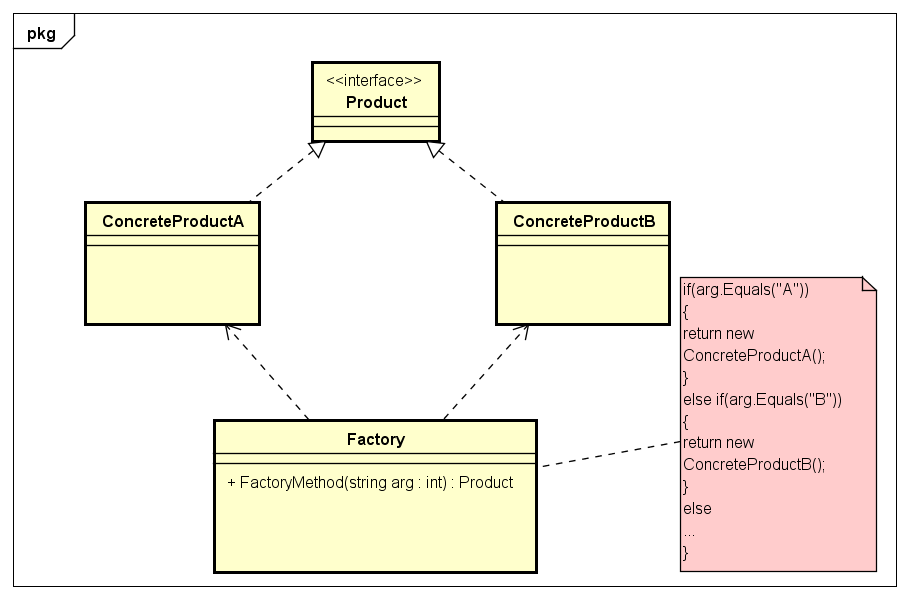 pkg
<<interface>>
Product
ConcreteProductA
ConcreteProductB
if(arg.Equals("A"))
{
return new
ConcreteProductA();
}
else if(arg.Equals("B"))
{
return new
ConcreteProductB();
}
else
...
}
Factory
+ FactoryMethod(string arg : int) : Product